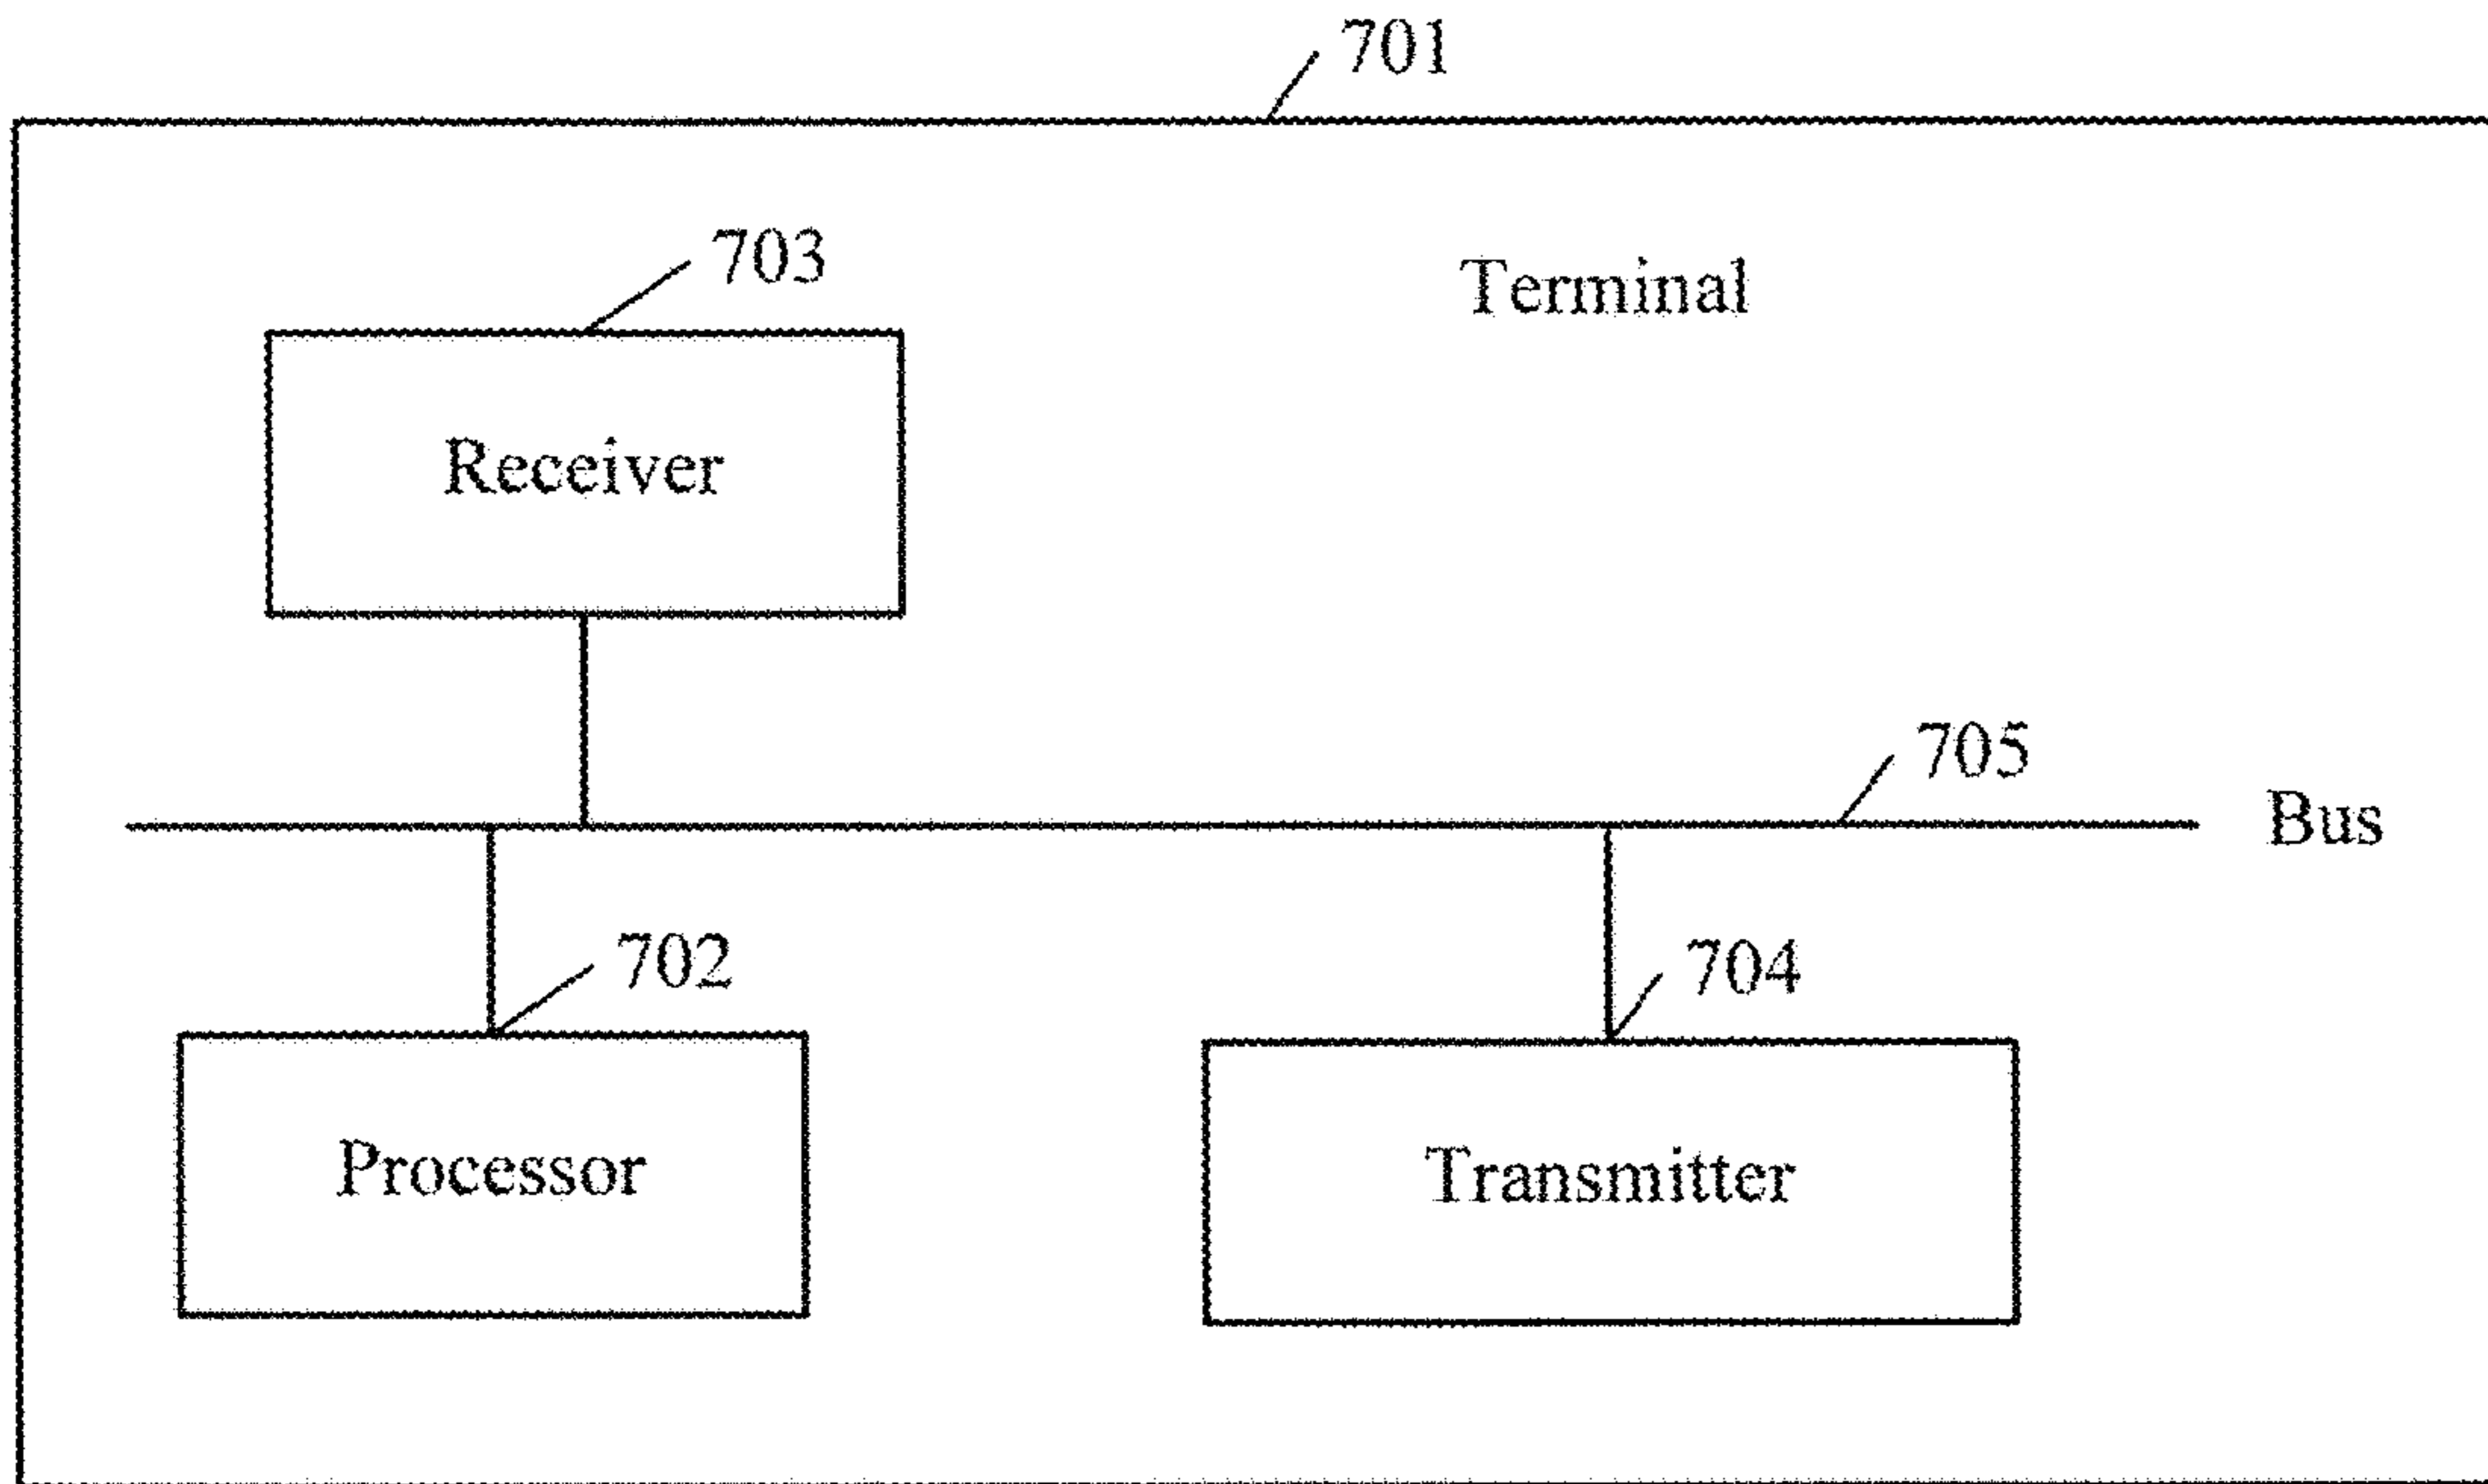 701
703
Terminal
Receiver
705
Bus
702
704
Processor
Transmitter